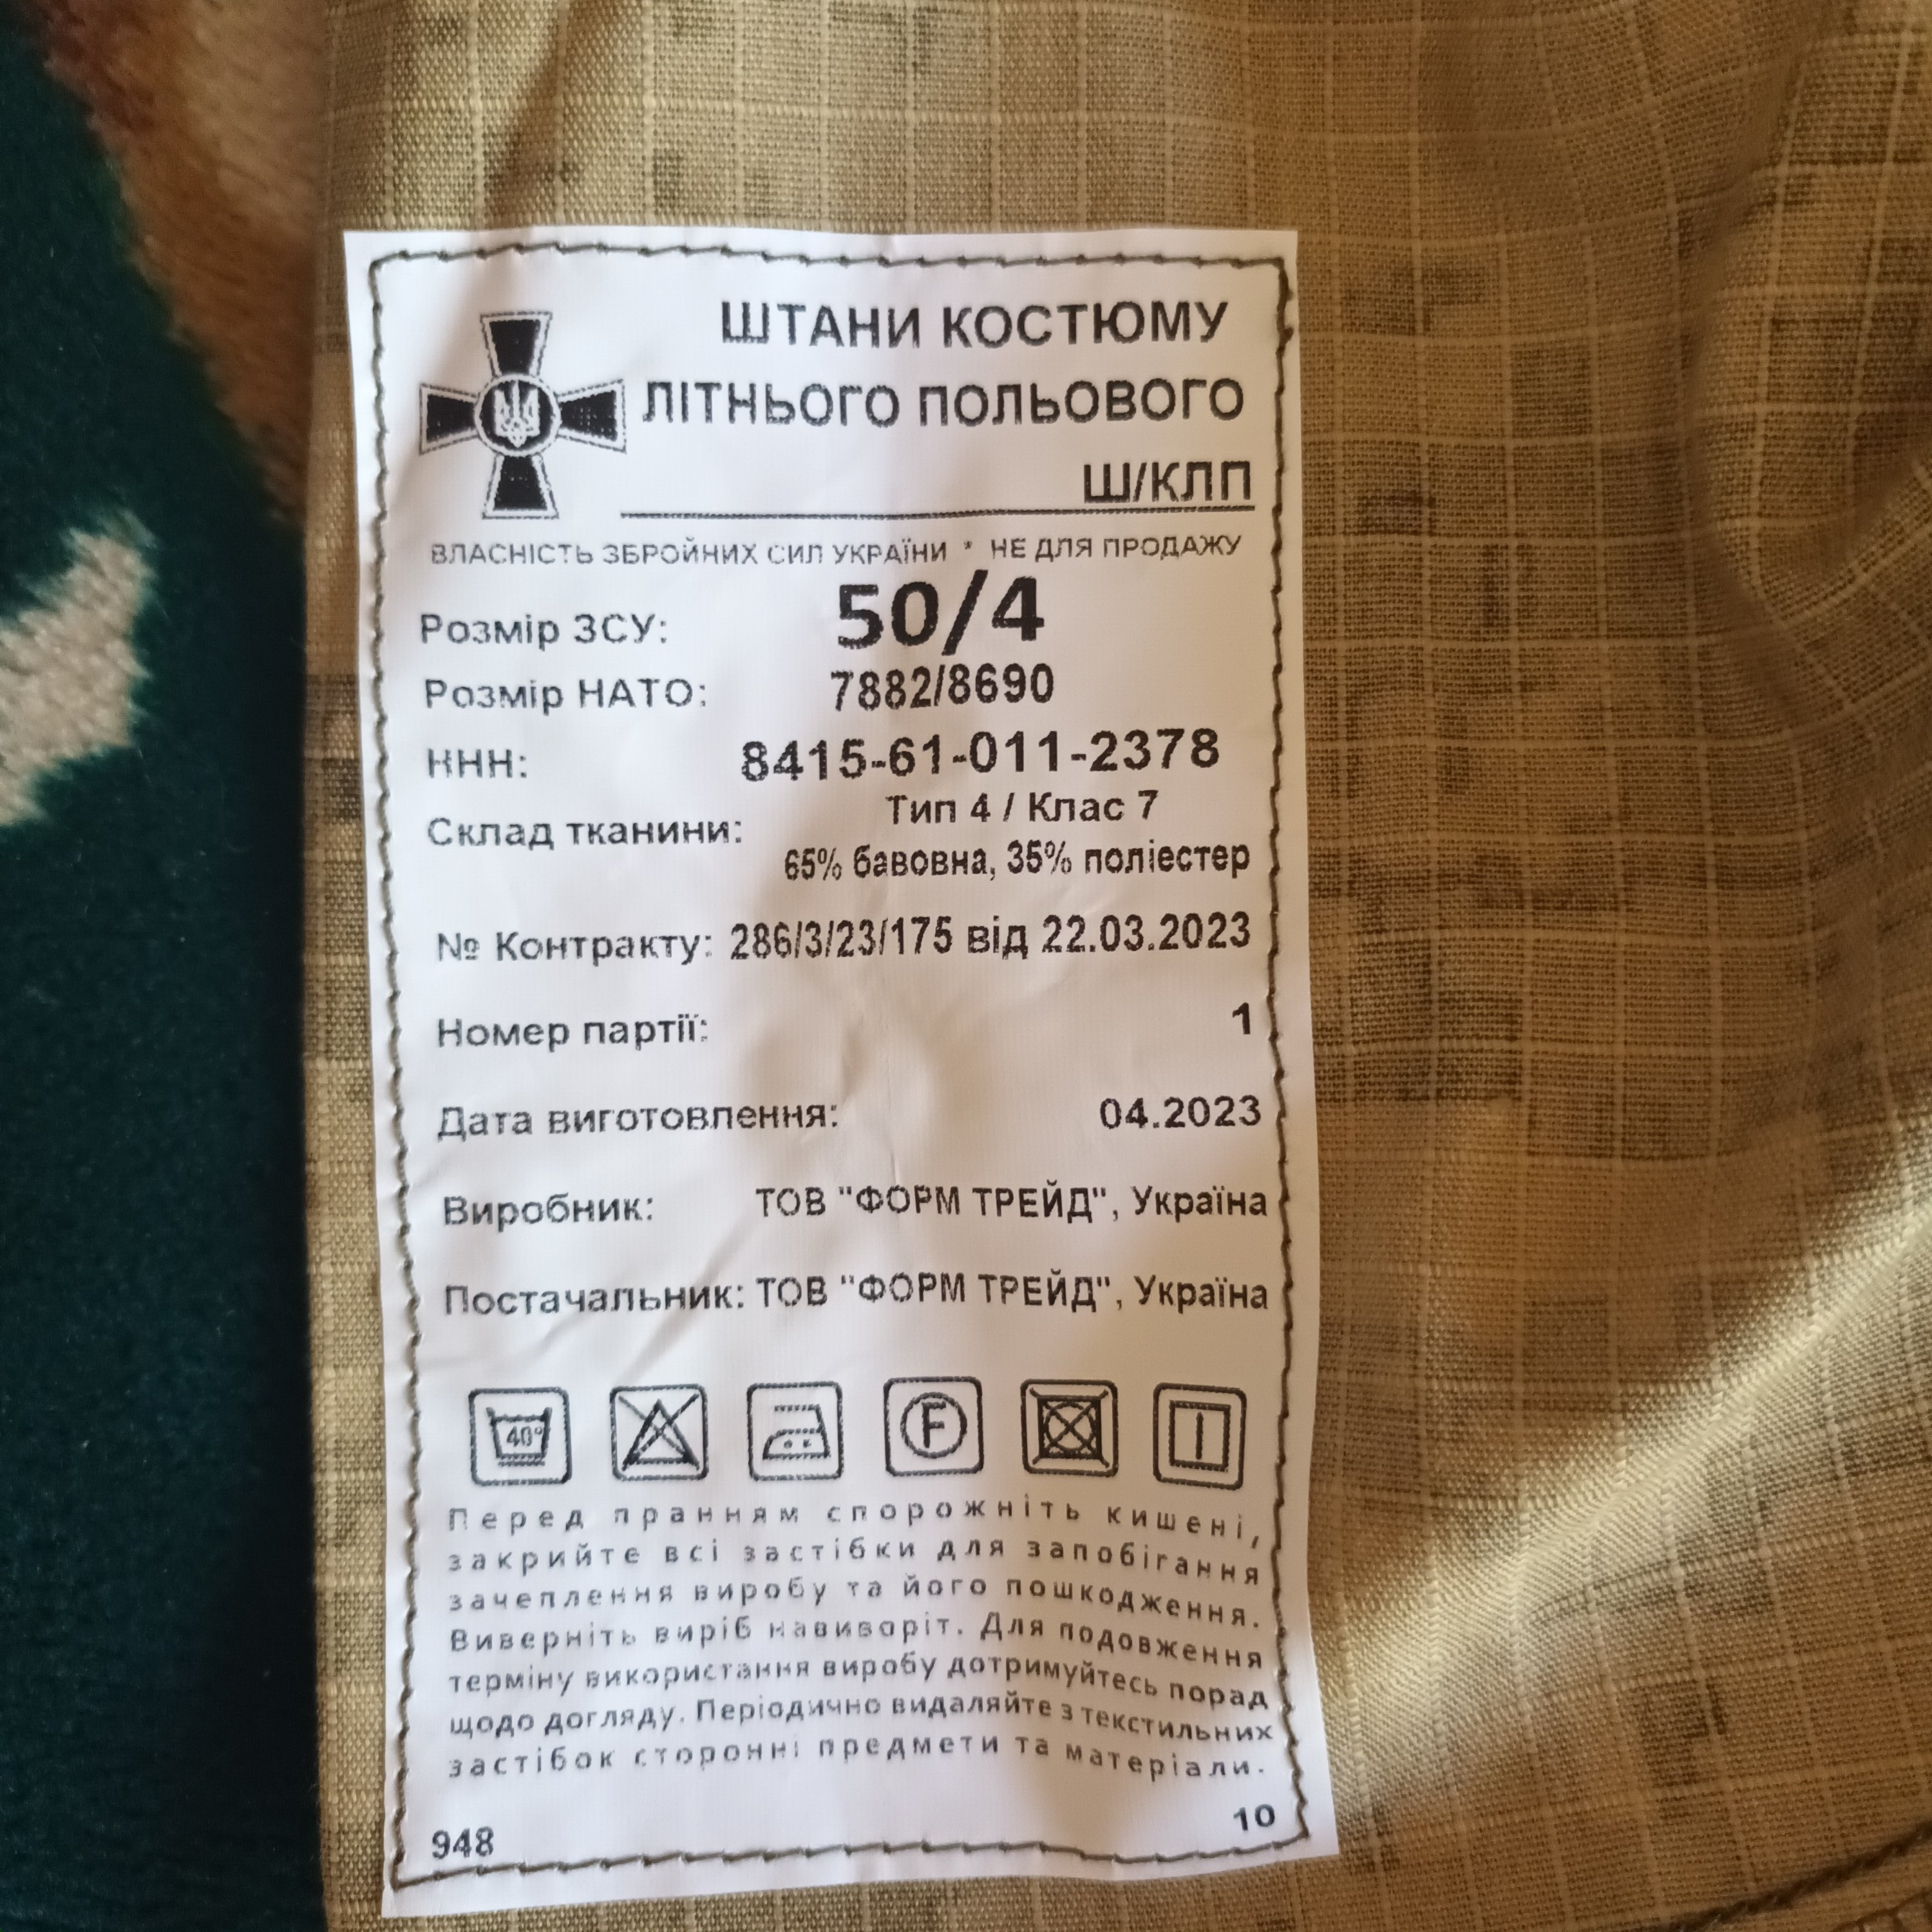 ШТАНИ КОСТЮМУ
ЛІТНЬОГО ПОЛЬОВОГО
Ш/КЛП
ВЛАСНІСТЬ ЗБРОЙНИХ СИЛ УКРАЇНИ * НЕ ДЛЯ ПРОДАЖУ
Розмір ЗСУ: 50/4
Розмір НАТО: 7882/8690
ННН: 8415-61-011-2378
Склад тканини: Тип 4 / Клас 7
65% бавовна, 35% поліестер
№ Контракту: 286/3/23/175 від 22.03.2023
Номер партії: 1
Дата виготовлення: 04.2023
Виробник: ТОВ "ФОРМ ТРЕЙД", Україна
Постачальник: ТОВ "ФОРМ ТРЕЙД", Україна
40° F
Перед пранням спорожніть кишені,
закрийте всі застібки для запобігання
зачеплення виробу та його пошкодження.
Виверніть виріб навиворіт. Для подовження
терміну використання виробу дотримуйтесь порад
щодо догляду. Періодично видаляйте з текстильних
застібок сторонні предмети та матеріали.
948 10